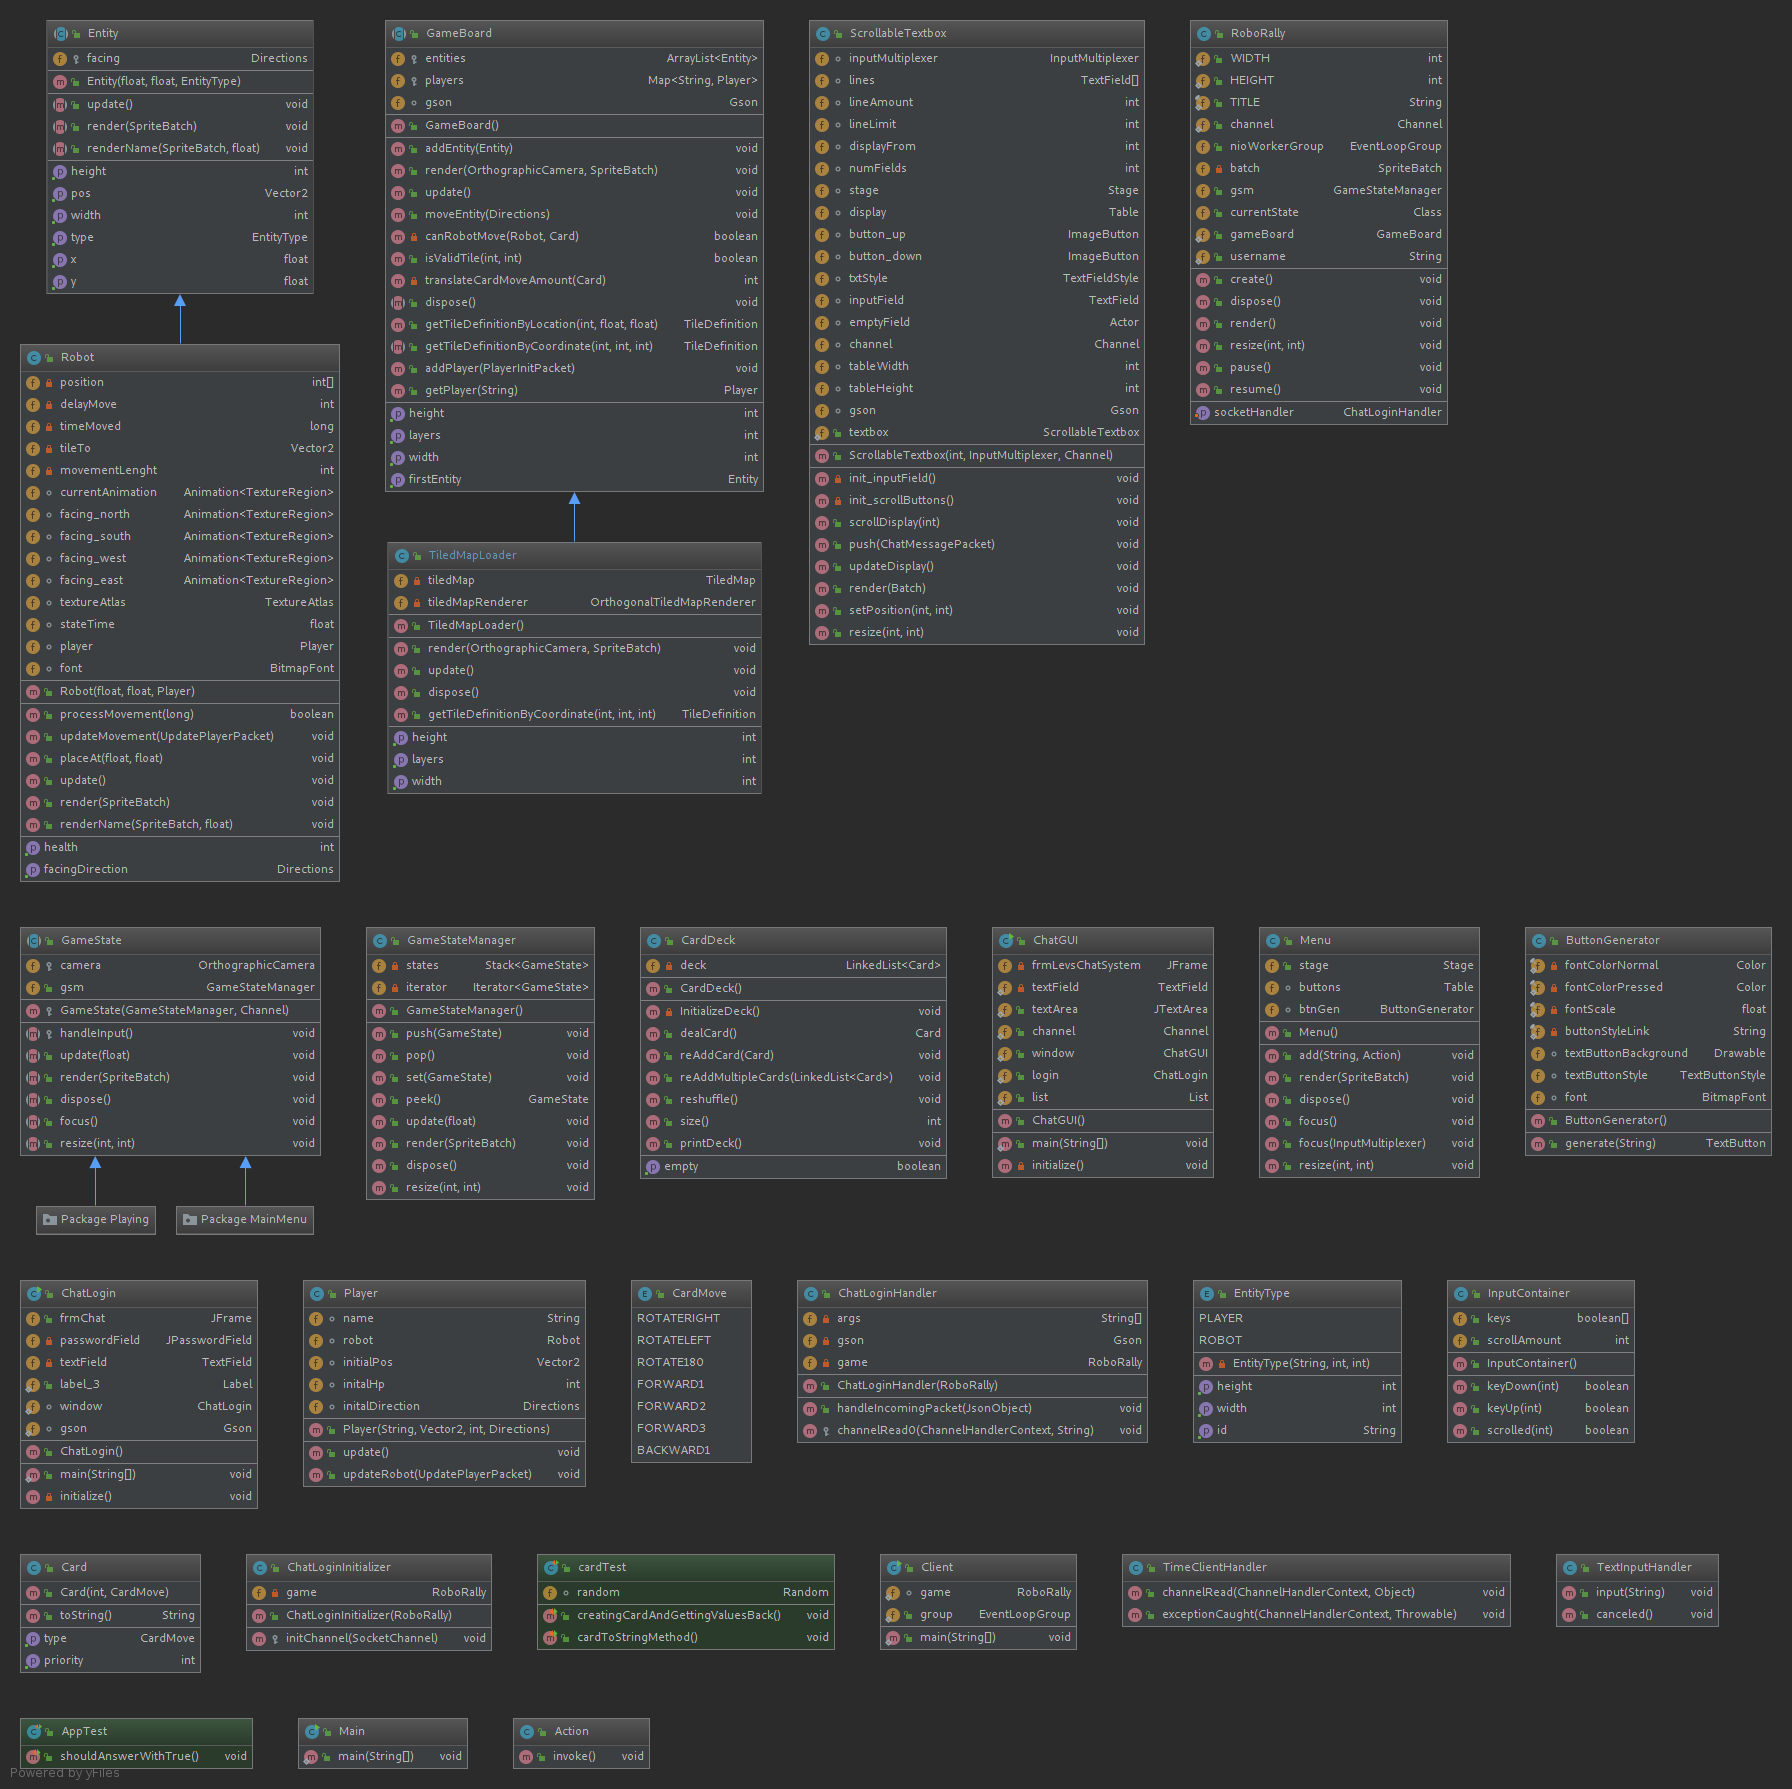 Entity
facing Directions
Entity(float, float, EntityType)
update() void
render(SpriteBatch) void
renderName(SpriteBatch, float) void
height int
pos Vector2
width int
type EntityType
x float
y float
GameBoard
entities ArrayList<Entity>
players Map<String, Player>
gson Gson
GameBoard()
addEntity(Entity) void
render(OrthographicCamera, SpriteBatch) void
update() void
moveEntity(Directions) void
canRobotMove(Robot, Card) boolean
isValidTile(int, int) boolean
translateCardMoveAmount(Card) int
dispose() void
getTileDefinitionByLocation(int, float, float) TileDefinition
getTileDefinitionByCoordinate(int, int, int) TileDefinition
addPlayer(PlayerInitPacket) void
getPlayer(String) Player
height int
layers int
width int
firstEntity Entity
ScrollableTextbox
inputMultiplexer InputMultiplexer
lines TextField[]
lineAmount int
lineLimit int
displayFrom int
numFields int
stage Stage
display Table
button_up ImageButton
button_down ImageButton
txtStyle TextFieldStyle
inputField TextField
emptyField Actor
channel Channel
tableWidth int
tableHeight int
gson Gson
textbox ScrollableTextbox
ScrollableTextbox(int, InputMultiplexer, Channel)
init_inputField() void
init_scrollButtons() void
scrollDisplay(int) void
push(ChatMessagePacket) void
updateDisplay() void
render(Batch) void
setPosition(int, int) void
resize(int, int) void
RoboRally
WIDTH int
HEIGHT int
TITLE String
channel Channel
nioWorkerGroup EventLoopGroup
batch SpriteBatch
gsm GameStateManager
currentState Class
gameBoard GameBoard
username String
create() void
dispose() void
render() void
resize(int, int) void
pause() void
resume() void
socketHandler ChatLoginHandler
Robot
position int[]
delayMove int
timeMoved long
tileTo Vector2
movementLenght int
currentAnimation Animation<TextureRegion>
facing_north Animation<TextureRegion>
facing_south Animation<TextureRegion>
facing_west Animation<TextureRegion>
facing_east Animation<TextureRegion>
textureAtlas TextureAtlas
stateTime float
player Player
font BitmapFont
Robot(float, float, Player)
processMovement(long) boolean
updateMovement(UpdatePlayerPacket) void
placeAt(float, float) void
update() void
render(SpriteBatch) void
renderName(SpriteBatch, float) void
health int
facingDirection Directions
TiledMapLoader
tiledMap TiledMap
tiledMapRenderer OrthogonalTiledMapRenderer
TiledMapLoader()
render(OrthographicCamera, SpriteBatch) void
update() void
dispose() void
getTileDefinitionByCoordinate(int, int, int) TileDefinition
height int
layers int
width int
GameState
camera OrthographicCamera
gsm GameStateManager
GameState(GameStateManager, Channel)
handleInput() void
update(float) void
render(SpriteBatch) void
dispose() void
focus() void
resize(int, int) void
Package Playing
Package MainMenu
GameStateManager
states Stack<GameState>
iterator Iterator<GameState>
GameStateManager()
push(GameState) void
pop() void
set(GameState) void
peek() GameState
update(float) void
render(SpriteBatch) void
dispose() void
resize(int, int) void
CardDeck
deck LinkedList<Card>
CardDeck()
InitializeDeck() void
dealCard() Card
reAddCard(Card) void
reAddMultipleCards(LinkedList<Card>) void
reshuffle() void
size() int
printDeck() void
empty boolean
ChatGUI
frmLevsChatSystem JFrame
textField TextField
textArea JTextArea
channel Channel
window ChatGUI
login ChatLogin
list List
ChatGUI()
main(String[]) void
initialize() void
Menu
stage Stage
buttons Table
btnGen ButtonGenerator
Menu()
add(String, Action) void
render(SpriteBatch) void
dispose() void
focus() void
focus(InputMultiplexer) void
resize(int, int) void
ButtonGenerator
fontColorNormal Color
fontColorPressed Color
fontScale float
buttonStyleLink String
textButtonBackground Drawable
textButtonStyle TextButtonStyle
font BitmapFont
ButtonGenerator()
generate(String) TextButton
ChatLogin
frmChat JFrame
passwordField JPasswordField
textField TextField
label_3 Label
window ChatLogin
gson Gson
ChatLogin()
main(String[]) void
initialize() void
Player
name String
robot Robot
initialPos Vector2
initalHp int
initalDirection Directions
Player(String, Vector2, int, Directions)
update() void
updateRobot(UpdatePlayerPacket) void
CardMove
ROTATERIGHT
ROTATELEFT
ROTATE180
FORWARD1
FORWARD2
FORWARD3
BACKWARD1
ChatLoginHandler
args String[]
gson Gson
game RoboRally
ChatLoginHandler(RoboRally)
handleIncomingPacket(JsonObject) void
channelRead0(ChannelHandlerContext, String) void
EntityType
PLAYER
ROBOT
EntityType(String, int, int)
height int
width int
id String
InputContainer
keys boolean[]
scrollAmount int
InputContainer()
keyDown(int) boolean
keyUp(int) boolean
scrolled(int) boolean
Card
Card(int, CardMove)
toString() String
type CardMove
priority int
ChatLoginInitializer
game RoboRally
ChatLoginInitializer(RoboRally)
initChannel(SocketChannel) void
cardTest
random Random
creatingCardAndGettingValuesBack() void
cardToStringMethod() void
Client
game RoboRally
group EventLoopGroup
main(String[]) void
TimeClientHandler
channelRead(ChannelHandlerContext, Object) void
exceptionCaught(ChannelHandlerContext, Throwable) void
TextInputHandler
input(String) void
canceled() void
AppTest
shouldAnswerWithTrue() void
Main
main(String[]) void
Action
invoke() void
Powered by yFiles